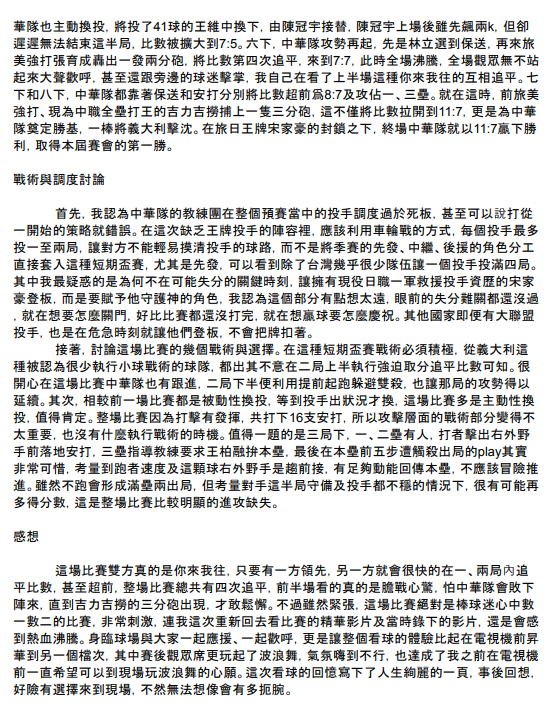 華隊也主動換投，將投了41球的王維中換下，由陳冠宇接替，陳冠宇上場後雖先飆兩k，但卻
遲遲無法結束這半局，比數被擴大到7:5。六下，中華隊攻勢再起，先是林立選到保送，再來旅
美強打張育成轟出一發兩分砲，將比數第四次追平，來到7:7，此時全場沸騰，全場觀眾無不站
起來大聲歡呼，甚至還跟旁邊的球迷擊掌，我自己在看了上半場這種你來我往的互相追平。七
下和八下，中華隊都靠著保送和安打分別將比數超前為8:7及攻佔一、三壘。就在這時，前旅美
強打、現為中職全壘打王的吉力吉撈捕上一隻三分砲，這不僅將比數拉開到11:7，更是為中華
隊奠定勝基，一棒將義大利擊沈。在旅日王牌宋家豪的封鎖之下，終場中華隊就以11:7贏下勝
利，取得本屆賽會的第一勝。
戰術與調度討論
首先，我認為中華隊的教練團在整個預賽當中的投手調度過於死板，甚至可以說打從
一開始的策略就錯誤。在這次缺乏王牌投手的陣容裡，應該利用車輪戰的方式，每個投手最多
投一至兩局，讓對方不能輕易摸清投手的球路，而不是將季賽的先發、中繼、後援的角色分工
直接套入這種短期盃賽，尤其是先發，可以看到除了台灣幾乎很少隊伍讓一個投手投滿四局。
其中我最疑惑的是為何不在可能失分的關鍵時刻，讓擁有現役日職一軍救援投手資歷的宋家
豪登板，而是要賦予他守護神的角色，我認為這個部分有點想太遠，眼前的失分難關都還沒過
，就在想要怎麼關門，好比比賽都還沒打完，就在想贏球要怎麼慶祝。其他國家即便有大聯盟
投手，也是在危急時刻就讓他們登板，不會把牌扣著。
接著，討論這場比賽的幾個戰術與選擇。在這種短期盃賽戰術必須積極，從義大利這
種被認為很少執行小球戰術的球隊，都出其不意在二局上半執行強迫取分追平比數可知。很
開心在這場比賽中華隊也有跟進，二局下半便利用提前起跑躲避雙殺，也讓那局的攻勢得以
延續。其次，相較前一場比賽都是被動性換投，等到投手出狀況才換，這場比賽多是主動性換
投，值得肯定。整場比賽因為打擊有發揮，共打下16支安打，所以攻擊層面的戰術部分變得不
太重要，也沒有什麼執行戰術的時機。值得一題的是三局下，一、二壘有人，打者擊出右外野
手前落地安打，三壘指導教練要求王柏融拚本壘，最後在本壘前五步遭觸殺出局的play其實
非常可惜，考量到跑者速度及這顆球右外野手是趨前接，有足夠動能回傳本壘，不應該冒險推
進。雖然不跑會形成滿壘兩出局，但考量對手這半局守備及投手都不穩的情況下，很有可能再
多得分數，這是整場比賽比較明顯的進攻缺失。
感想
這場比賽雙方真的是你來我往，只要有一方領先，另一方就會很快的在一、兩局內追
平比數，甚至超前，整場比賽總共有四次追平，前半場看的真的是膽戰心驚，怕中華隊會敗下
陣來，直到吉力吉撈的三分砲出現，才敢鬆懈。不過雖然緊張，這場比賽絕對是棒球迷心中數
一數二的比賽，非常刺激，連我這次重新回去看比賽的精華影片及當時錄下的影片，還是會感
到熱血沸騰。身臨球場與大家一起應援、一起歡呼，更是讓整個看球的體驗比起在電視機前昇
華到另一個檔次，其中賽後觀眾席更玩起了波浪舞，氣氛嗨到不行，也達成了我之前在電視機
前一直希望可以到現場玩波浪舞的心願。這次看球的回憶寫下了人生絢麗的一頁，事後回想，
好險有選擇來到現場，不然無法想像會有多扼腕。